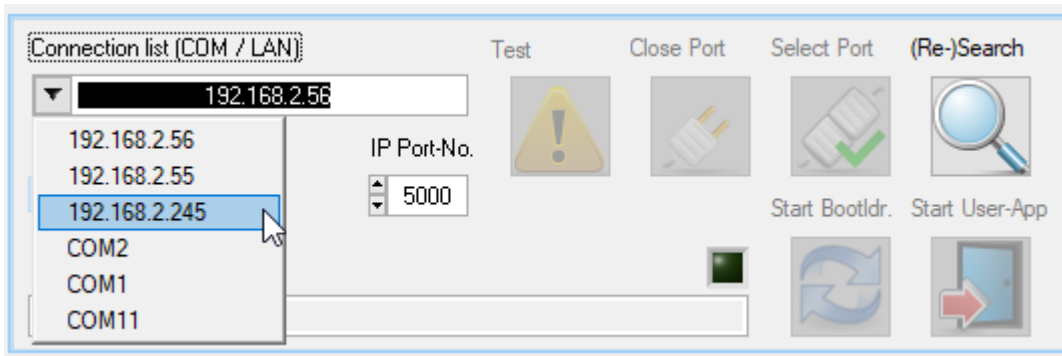 Connection list (COM / LAN)
Test
Close Port
Select Port
(Re-)Search
192.168.2.56
192.168.2.56
192.168.2.55
192.168.2.245
COM2
COM1
COM11
IP Port-No.
5000
Start Bootldr.
Start User-App